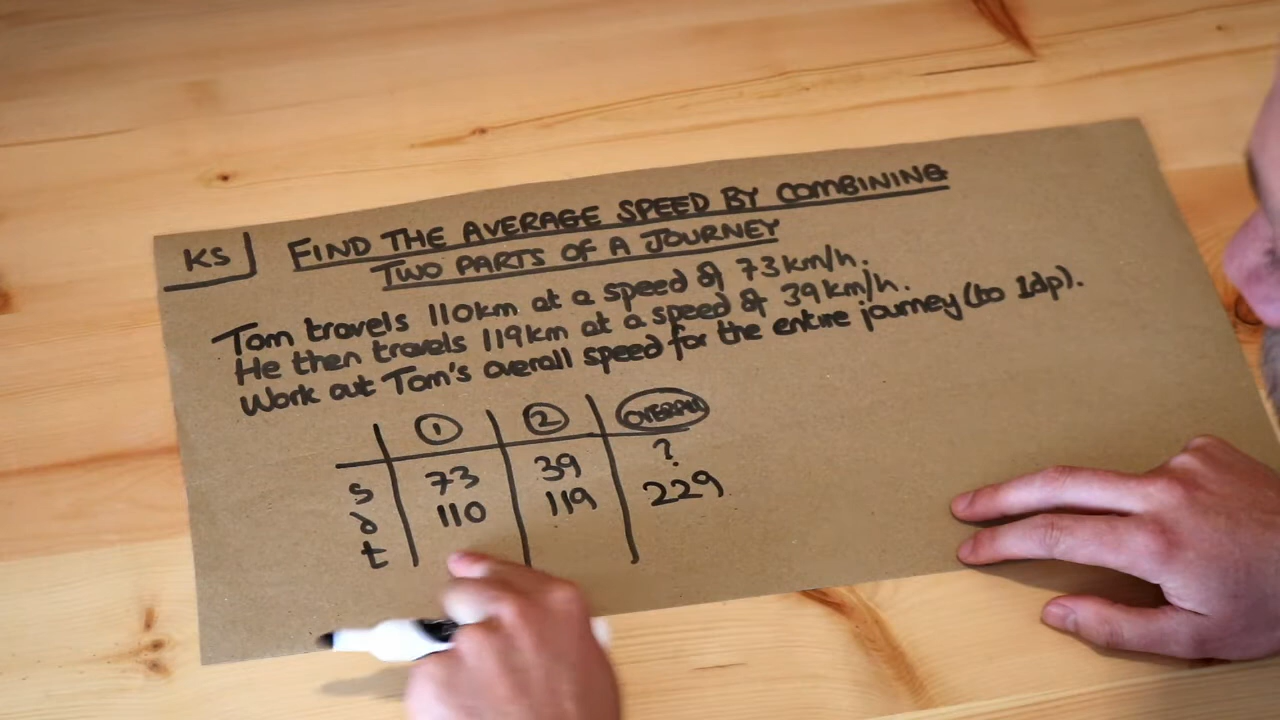 KS
FIND THE AVERAGE SPEED BY COMBINING
TWO PARTS OF A JOURNEY
Tom travels 110km at a speed of 73km/h.
He then travels 119km at a speed of 39km/h.
Work out Tom's overall speed for the entire journey (to 1dp).
1 2 OVERALL
s 73 39 ?
d 110 119 229
t